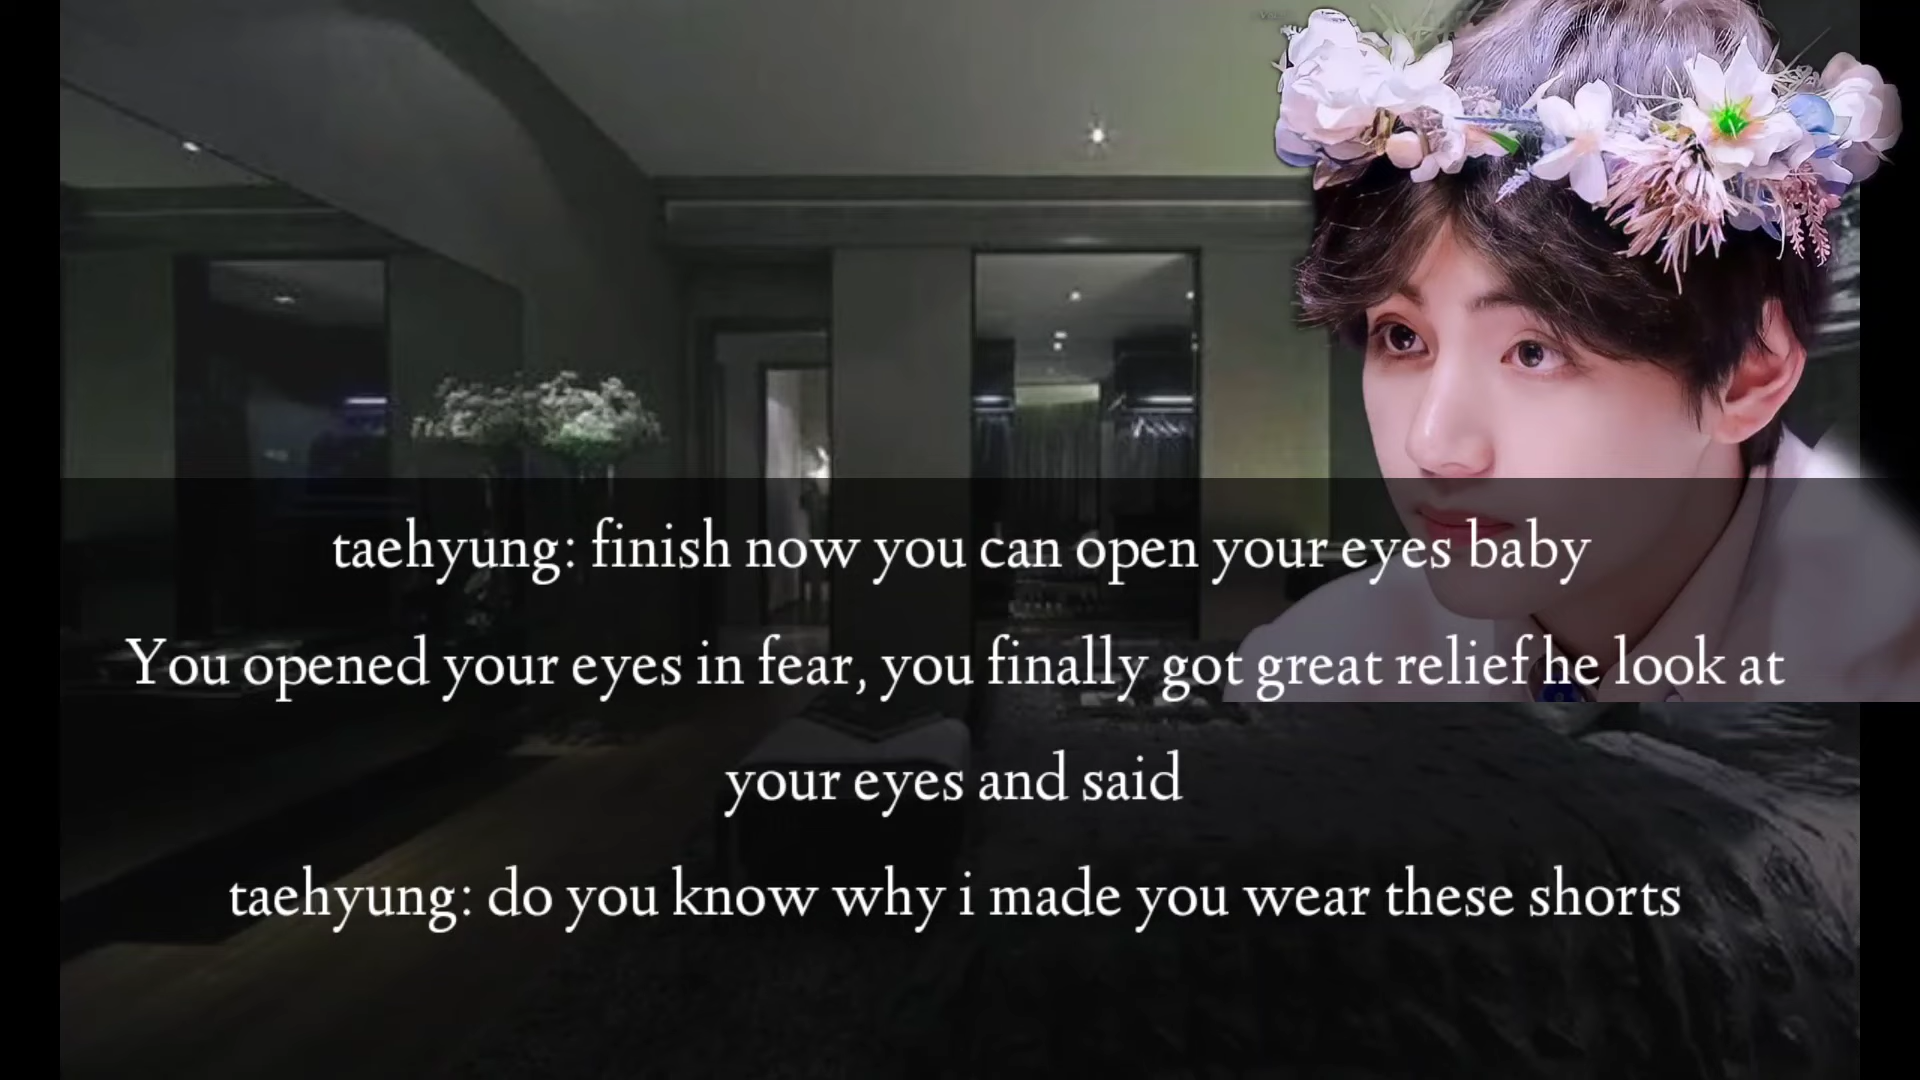 taehyung: finish now you can open your eyes baby
You opened your eyes in fear, you finally got great relief he look at
your eyes and said
taehyung: do you know why i made you wear these shorts